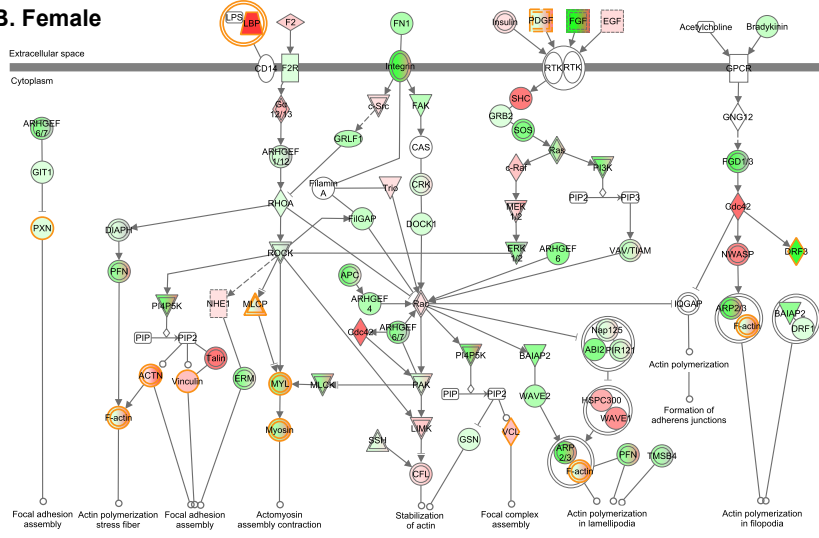 B. Female
LPS
LBP
F2
FN1
Insulin
PDGF
FGF
EGF
Acetylcholine
Bradykinin
Extracellular space
CD14
F2R
Integrin
RTK
RTK
GPCR
Cytoplasm
Gα
12/13
c-Src
FAK
SHC
GRB2
SOS
GNG12
ARHGEF
6/7
GRLF1
CAS
ARHGEF
1/12
Ras
c-Raf
PI3K
FGD1/3
GIT1
Filamin
A
Trio
CRK
MEK
1/2
PIP2
PIP3
Cdc42
RHOA
FilGAP
DOCK1
PXN
DIAPH
ROCK
ERK
1/2
ARHGEF
6
VAV/TIAM
NWASP
DRF3
PFN
APC
PI4P5K
NHE1
MLCP
ARHGEF
4
Rac
IQGAP
ARP2/3
F-actin
BAIAP2
DRF1
Cdc42
ARHGEF
6/7
Nap125
ABI2
PIR121
PIP
PIP2
Talin
PI4P5K
BAIAP2
Actin polymerization
ACTN
Vinculin
ERM
MYL
MLCK
PAK
PIP
PIP2
WAVE2
HSPC300
WAVE1
Formation of
adherens junctions
F-actin
Myosin
SSH
LIMK
GSN
VCL
ARP
2/3
F-actin
PFN
TMSB4
CFL
Focal adhesion
assembly
Actin polymerization
stress fiber
Focal adhesion
assembly
Actomyosin
assembly contraction
Stabilization
of actin
Focal complex
assembly
Actin polymerization
in lamellipodia
Actin polymerization
in filopodia